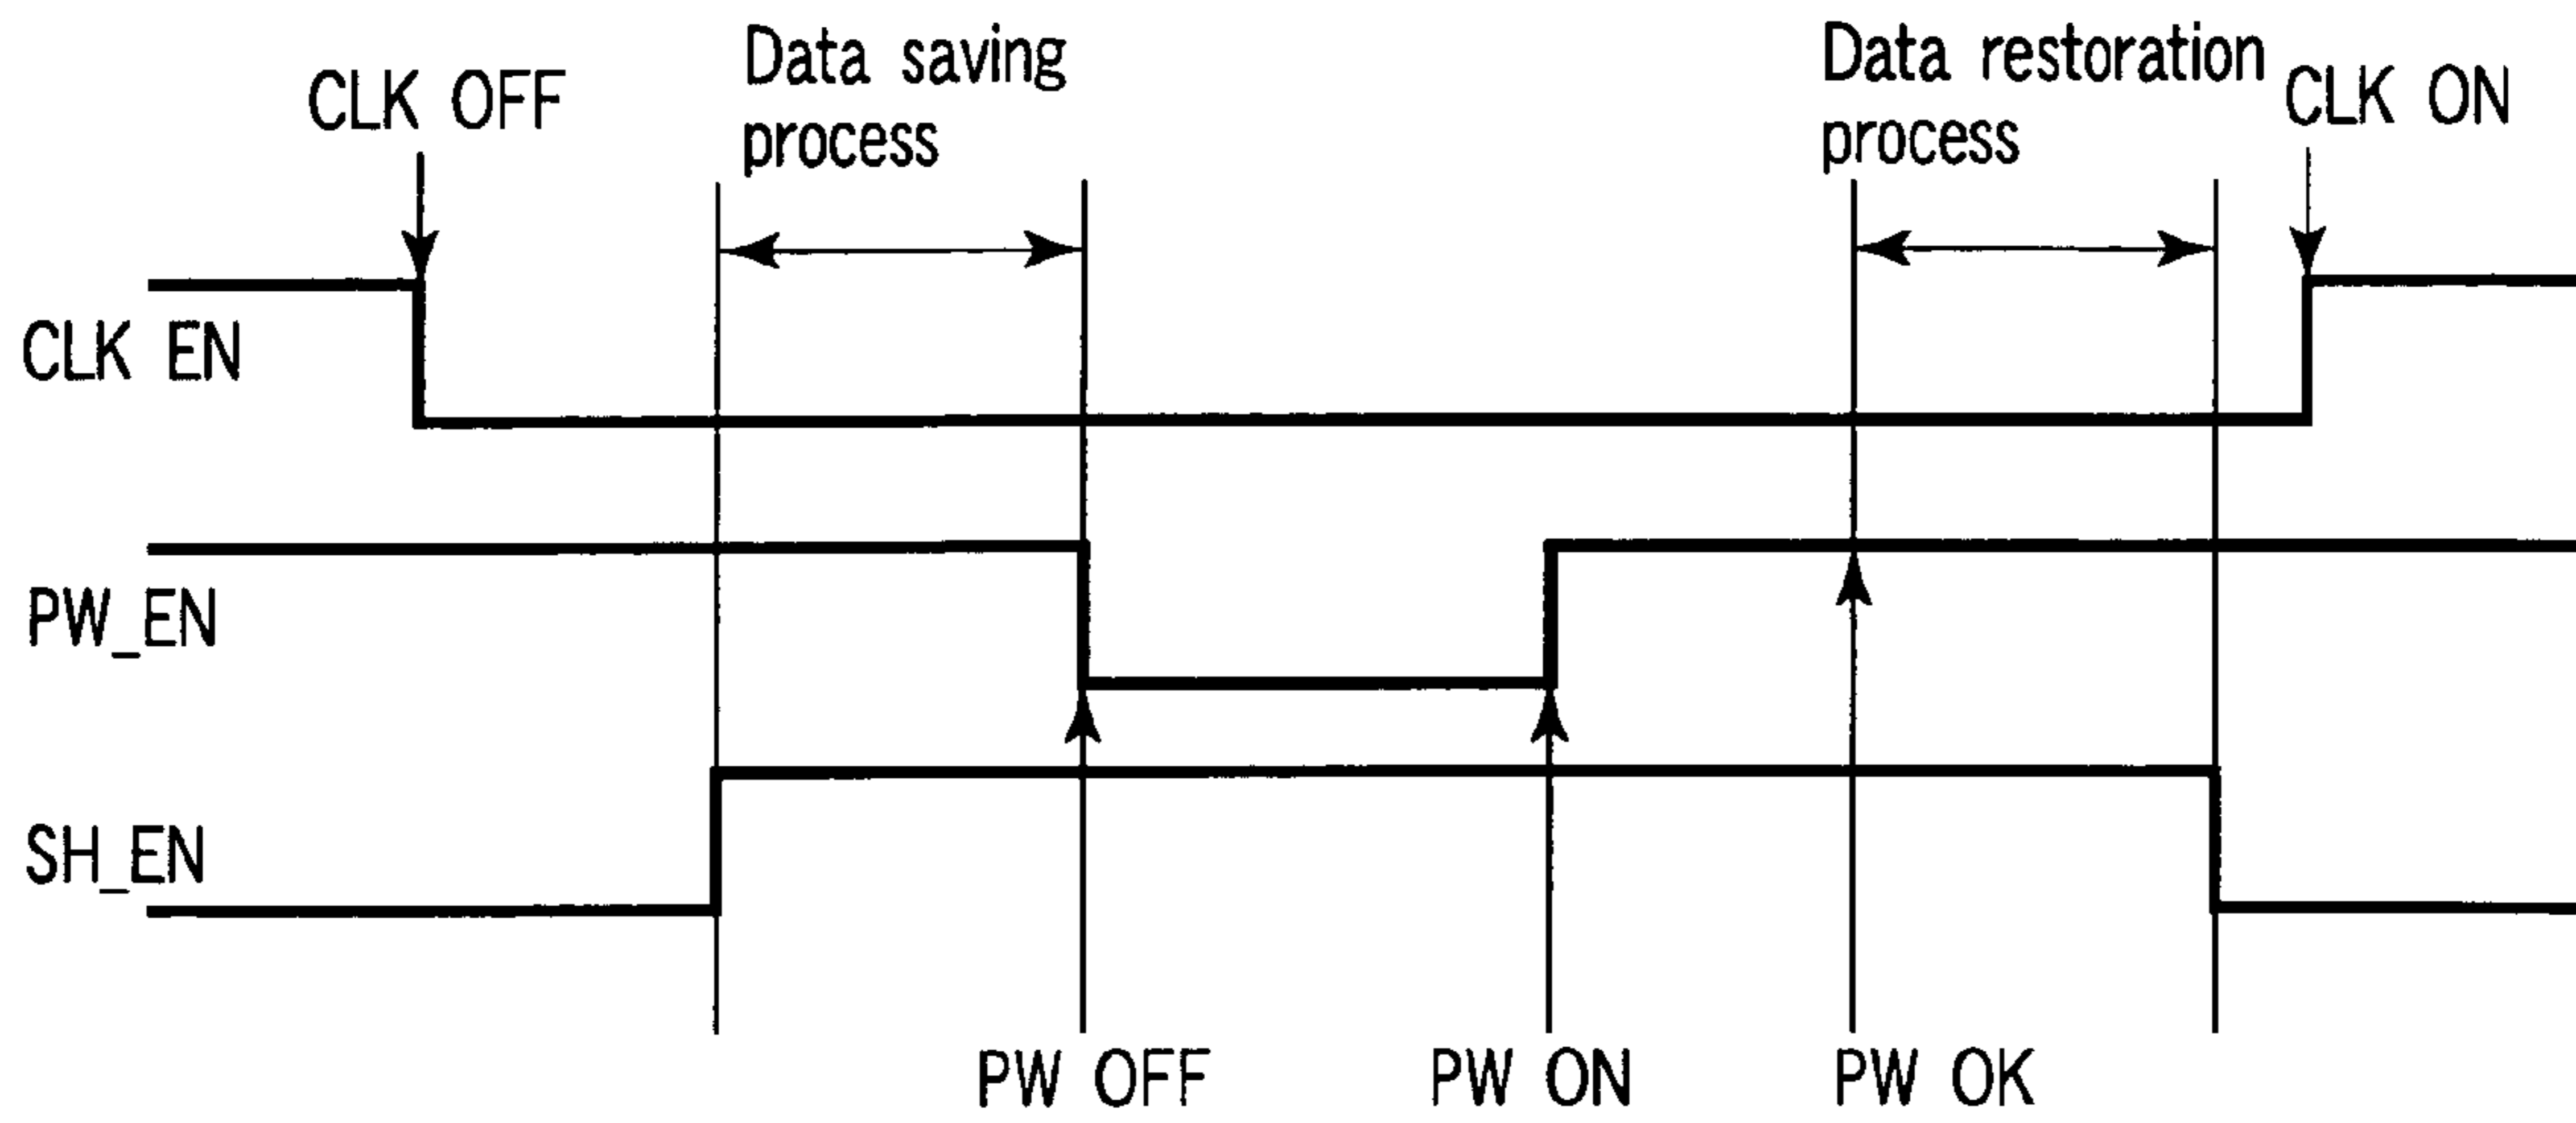 CLK OFF
Data saving
process
Data restoration
process
CLK ON
CLK EN
PW_EN
SH_EN
PW OFF
PW ON
PW OK